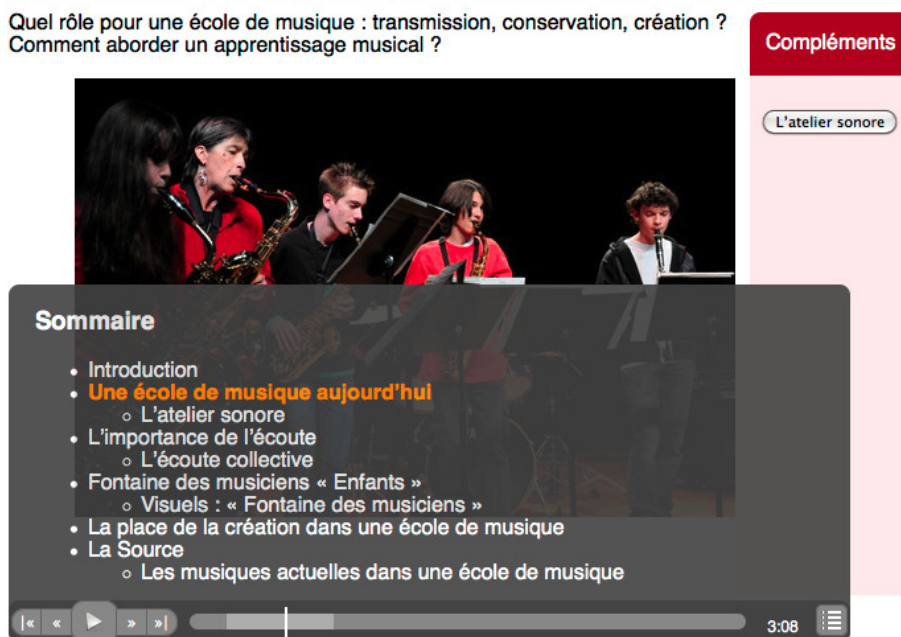 Quel rôle pour une école de musique : transmission, conservation, création ?
Comment aborder un apprentissage musical ?
Compléments
L'atelier sonore
Sommaire
• Introduction
• Une école de musique aujourd'hui
○ L'atelier sonore
• L'importance de l'écoute
○ L'écoute collective
• Fontaine des musiciens « Enfants »
○ Visuels : « Fontaine des musiciens »
• La place de la création dans une école de musique
• La Source
○ Les musiques actuelles dans une école de musique
|« « » »| 3:08